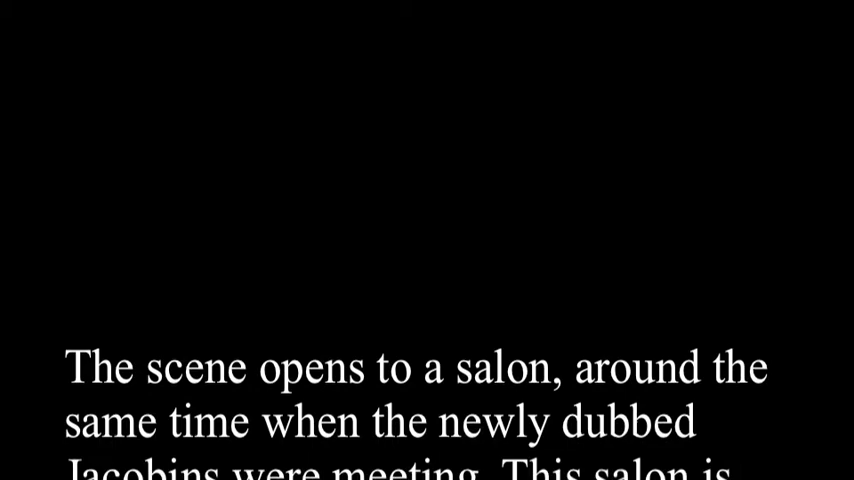 The scene opens to a salon, around the
same time when the newly dubbed
Jacobins were meeting. This salon is